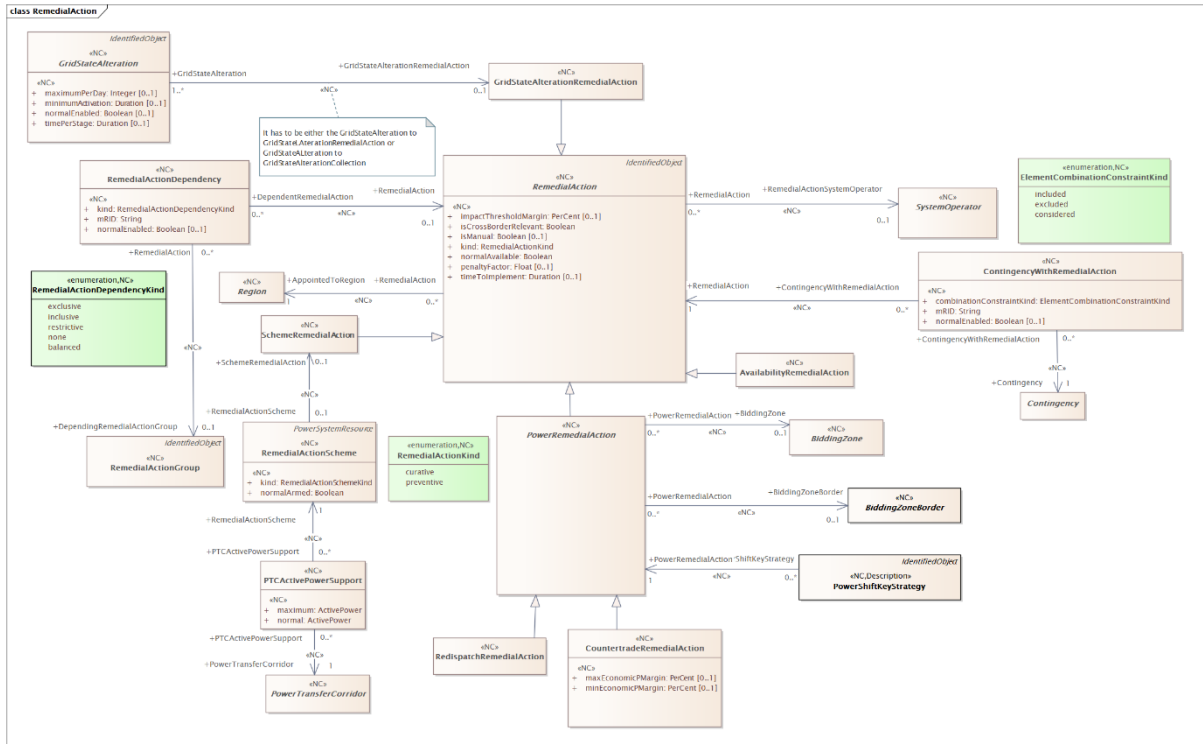 class RemedialAction
IdentifiedObject
«NC»
GridStateAlteration
«NC»
+ maximumPerDay: Integer [0..1]
+ minimumActivation: Duration [0..1]
+ normalEnabled: Boolean [0..1]
+ timePerStage: Duration [0..1]
+GridStateAlteration
1..*
«NC»
+GridStateAlterationRemedialAction
0..1
«NC»
GridStateAlterationRemedialAction
It has to be either the GridStateAlteration to
GridStateLAterationRemedialAction or
GridStateALteration to
GridStateAlterationCollection
«NC»
RemedialActionDependency
+ kind: RemedialActionDependencyKind
+ mRID: String
+ normalEnabled: Boolean [0..1]
+DependentRemedialAction
0..*
«NC»
+RemedialAction
0..1
IdentifiedObject
«NC»
RemedialAction
«NC»
+ impactThresholdMargin: PerCent [0..1]
+ isCrossBorderRelevant: Boolean
+ isManual: Boolean [0..1]
+ kind: RemedialActionKind
+ normalAvailable: Boolean
+ penaltyFactor: Float [0..1]
+ timeToImplement: Duration [0..1]
+RemedialAction
0..*
«NC»
+RemedialActionSystemOperator
0..1
«NC»
SystemOperator
«enumeration,NC»
ElementCombinationConstraintKind
included
excluded
considered
+RemedialAction
0..*
«NC»
«enumeration,NC»
RemedialActionDependencyKind
exclusive
inclusive
restrictive
none
balanced
«NC»
Region
+AppointedToRegion
1
«NC»
+RemedialAction
0..*
+RemedialAction
1
«NC»
+ContingencyWithRemedialAction
0..*
«NC»
ContingencyWithRemedialAction
+ combinationConstraintKind: ElementCombinationConstraintKind
+ mRID: String
+ normalEnabled: Boolean [0..1]
+ContingencyWithRemedialAction
0..*
«NC»
+Contingency
1
«NC»
Contingency
«NC»
SchemeRemedialAction
+SchemeRemedialAction
0..1
«NC»
+RemedialActionScheme
0..1
«NC»
AvailabilityRemedialAction
+DependingRemedialActionGroup
0..1
IdentifiedObject
«NC»
RemedialActionGroup
PowerSystemResource
«NC»
RemedialActionScheme
«NC»
+ kind: RemedialActionSchemeKind
+ normalArmed: Boolean
«enumeration,NC»
RemedialActionKind
curative
preventive
«NC»
PowerRemedialAction
+PowerRemedialAction
0..*
«NC»
+BiddingZone
0..1
«NC»
BiddingZone
+PowerRemedialAction
0..*
«NC»
+BiddingZoneBorder
0..1
«NC»
BiddingZoneBorder
+RemedialActionScheme
1
«NC»
+PTCActivePowerSupport
0..*
«NC»
PTCActivePowerSupport
«NC»
+ maximum: ActivePower
+ normal: ActivePower
+PowerRemedialAction
1
«NC»
ShiftKeyStrategy
0..*
IdentifiedObject
«NC,Description»
PowerShiftKeyStrategy
+PTCActivePowerSupport
0..*
«NC»
+PowerTransferCorridor
1
«NC»
PowerTransferCorridor
«NC»
RedispatchRemedialAction
«NC»
CountertradeRemedialAction
«NC»
+ maxEconomicPMargin: PerCent [0..1]
+ minEconomicPMargin: PerCent [0..1]